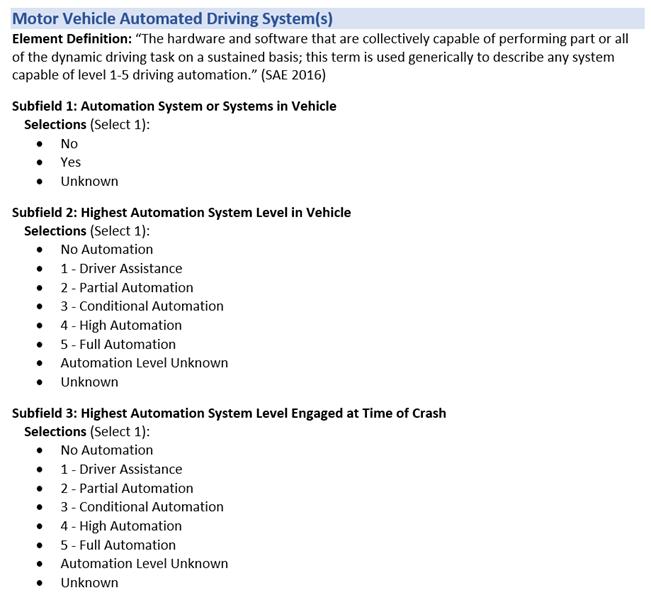 Motor Vehicle Automated Driving System(s)
Element Definition: “The hardware and software that are collectively capable of performing part or all
of the dynamic driving task on a sustained basis; this term is used generically to describe any system
capable of level 1-5 driving automation.” (SAE 2016)
Subfield 1: Automation System or Systems in Vehicle
Selections (Select 1):
• No
• Yes
• Unknown
Subfield 2: Highest Automation System Level in Vehicle
Selections (Select 1):
• No Automation
• 1 - Driver Assistance
• 2 - Partial Automation
• 3 - Conditional Automation
• 4 - High Automation
• 5 - Full Automation
• Automation Level Unknown
• Unknown
Subfield 3: Highest Automation System Level Engaged at Time of Crash
Selections (Select 1):
• No Automation
• 1 - Driver Assistance
• 2 - Partial Automation
• 3 - Conditional Automation
• 4 - High Automation
• 5 - Full Automation
• Automation Level Unknown
• Unknown